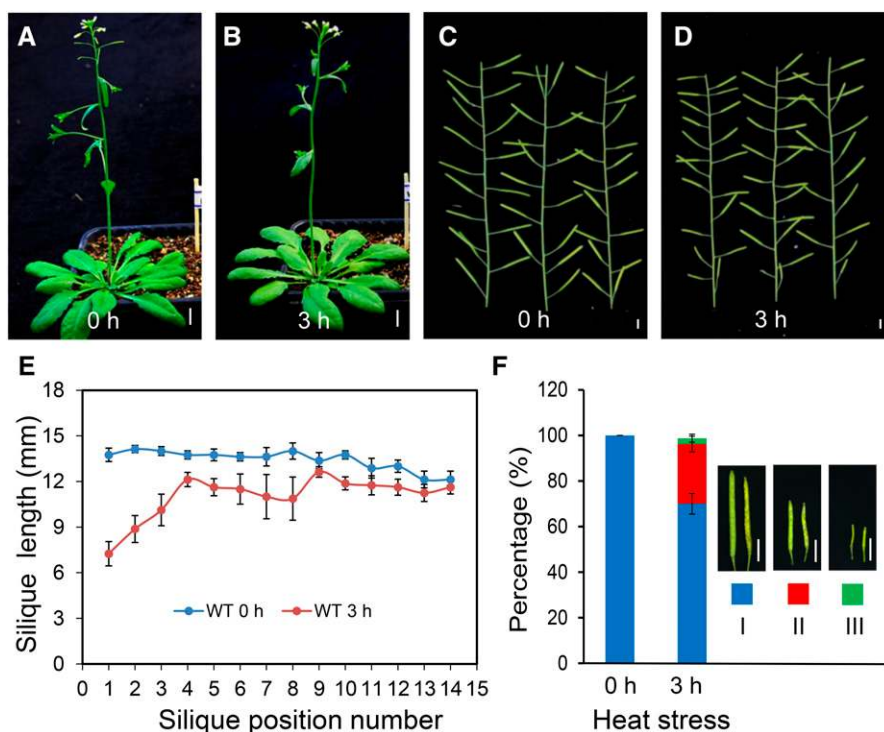 A
B
C
D
0 h
3 h
0 h
3 h
E
18
15
12
9
6
3
0
Silique length (mm)
WT 0 h
WT 3 h
0 1 2 3 4 5 6 7 8 9 10 11 12 13 14 15
Silique position number
F
120
100
80
60
40
20
0
Percentage (%)
I
II
III
0 h
3 h
Heat stress